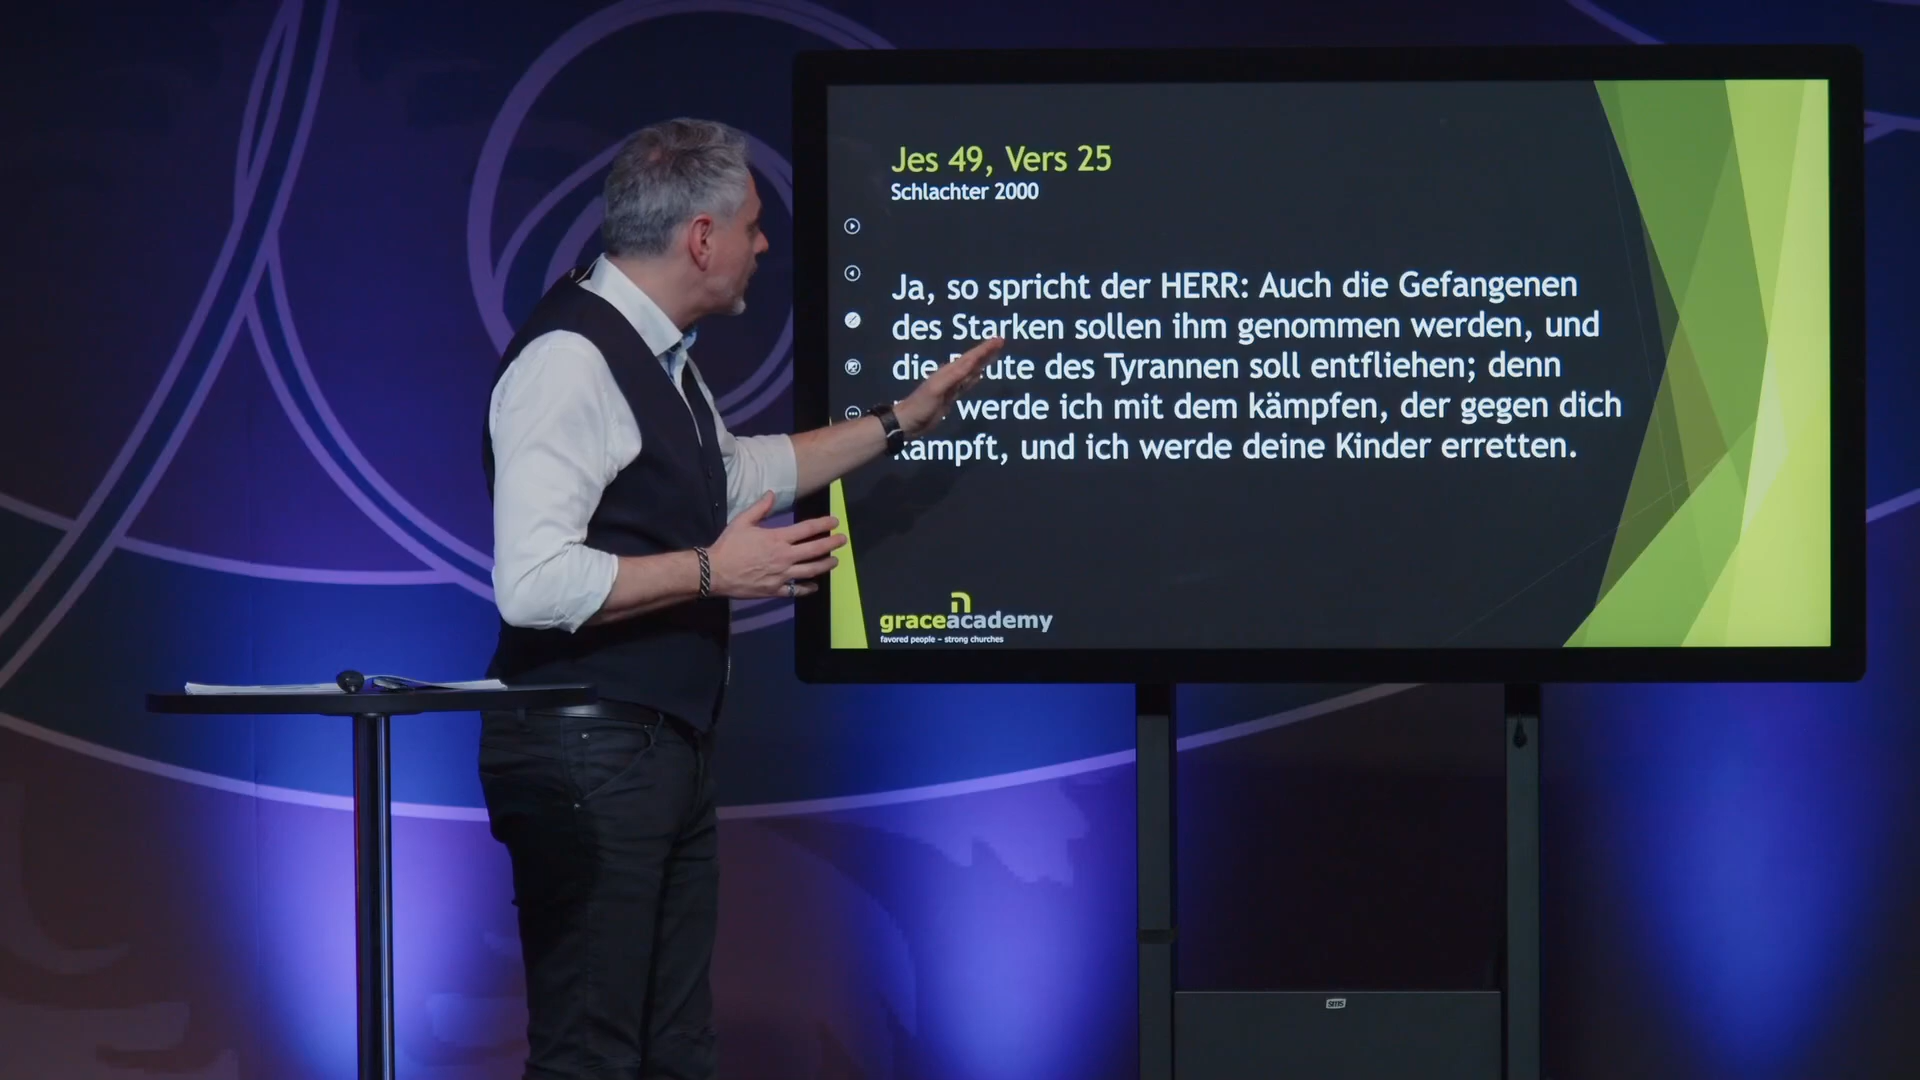 Jes 49, Vers 25
Schlachter 2000
Ja, so spricht der HERR: Auch die Gefangenen
des Starken sollen ihm genommen werden, und
die des Tyrannen soll entfliehen; denn
werde ich mit dem kämpfen, der gegen dich
kämpft, und ich werde deine Kinder erretten.
graceacademy
favored people – strong churches
sms